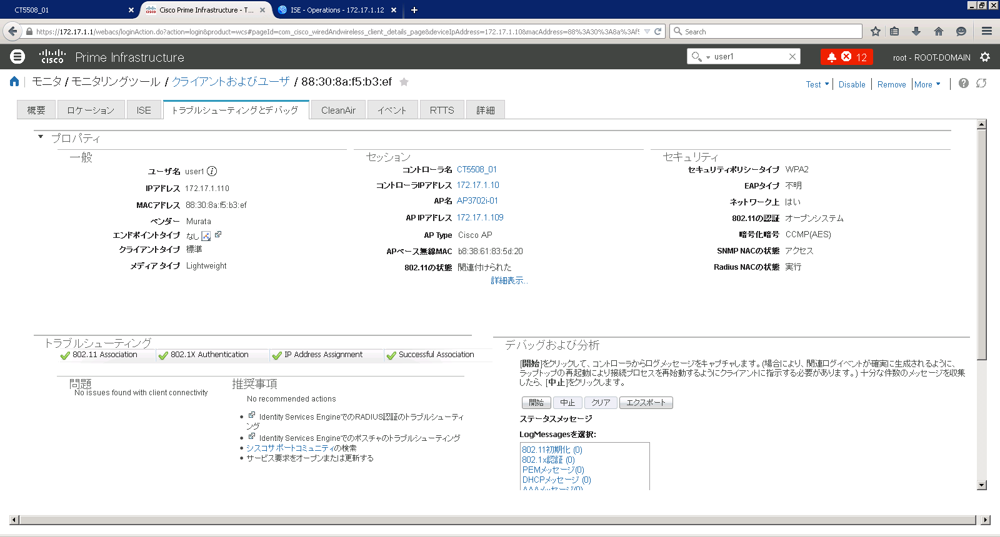 CT5508_01
Cisco Prime Infrastructure - T...
ISE - Operations - 172.17.1.12
https://172.17.1.1/webacs/loginAction.do?action=login&product=wcs#pageId=com_cisco_wiredAndwireless_client_details_page&deviceIpAddress=172.17.1.10&macAddress=88%3A30%3A8a%3Af5
Search
cisco Prime Infrastructure
user1
12
root - ROOT-DOMAIN
モニタ / モニタリングツール / クライアントおよびユーザ / 88:30:8a:f5:b3:ef
Test
Disable
Remove
More
概要
ロケーション
ISE
トラブルシューティングとデバッグ
CleanAir
イベント
RTTS
詳細
プロパティ
一般
ユーザ名 user1
IPアドレス 172.17.1.110
MACアドレス 88:30:8a:f5:b3:ef
ベンダー Murata
エンドポイントタイプ なし
クライアントタイプ 標準
メディア タイプ Lightweight
セッション
コントローラ名 CT5508_01
コントローラIPアドレス 172.17.1.10
AP名 AP3702i-01
AP IPアドレス 172.17.1.109
AP Type Cisco AP
APベース無線MAC b8:38:61:83:5d:20
802.11の状態 関連付けられた
詳細表示..
セキュリティ
セキュリティポリシータイプ WPA2
EAPタイプ 不明
ネットワーク上 はい
802.11の認証 オープンシステム
暗号化暗号 CCMP(AES)
SNMP NACの状態 アクセス
Radius NACの状態 実行
トラブルシューティング
802.11 Association
802.1X Authentication
IP Address Assignment
Successful Association
問題
No issues found with client connectivity
推奨事項
No recommended actions
Identity Services EngineでのRADIUS認証のトラブルシューティ
ング
Identity Services Engineでのポスチャのトラブルシューティング
シスコサポートコミュニティの検索
サービス要求をオープンまたは更新する
デバッグおよび分析
[開始]をクリックして、コントローラからログメッセージをキャプチャします。(場合により、関連ログイベントが確実に生成されるように、
ラップトップの再起動により接続プロセスを再始動するようにクライアントに指示する必要があります。) 十分な件数のメッセージを収集
したら、[中止]をクリックします。
開始
中止
クリア
エクスポート
ステータスメッセージ
LogMessagesを選択:
802.11初期化 (0)
802.1x認証 (0)
PEMメッセージ(0)
DHCPメッセージ (0)
AAAメッセージ(0)